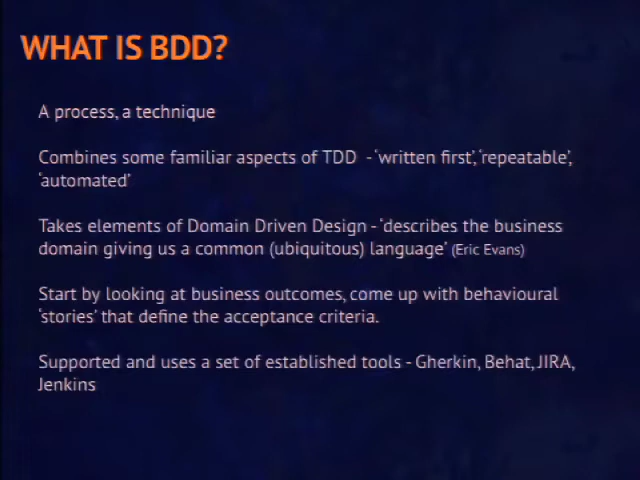 WHAT IS BDD?
A process, a technique
Combines some familiar aspects of TDD - 'written first', 'repeatable',
'automated'
Takes elements of Domain Driven Design - 'describes the business
domain giving us a common (ubiquitous) language' (Eric Evans)
Start by looking at business outcomes, come up with behavioural
'stories' that define the acceptance criteria.
Supported and uses a set of established tools - Gherkin, Behat, JIRA,
Jenkins